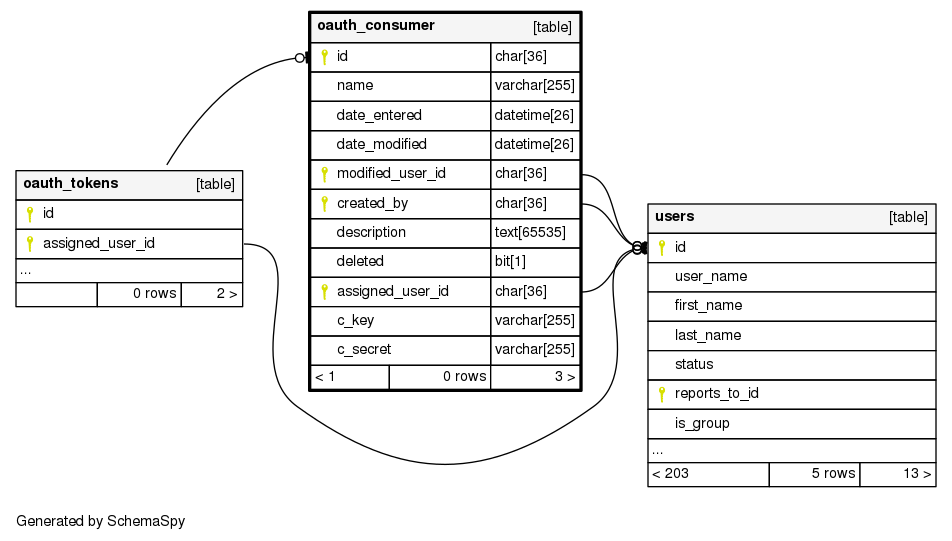 oauth_consumer [table]
id char[36]
name varchar[255]
date_entered datetime[26]
date_modified datetime[26]
modified_user_id char[36]
created_by char[36]
description text[65535]
deleted bit[1]
assigned_user_id char[36]
c_key varchar[255]
c_secret varchar[255]
< 1 0 rows 3 >
oauth_tokens [table]
id
assigned_user_id
...
0 rows 2 >
users [table]
id
user_name
first_name
last_name
status
reports_to_id
is_group
...
< 203 5 rows 13 >
Generated by SchemaSpy